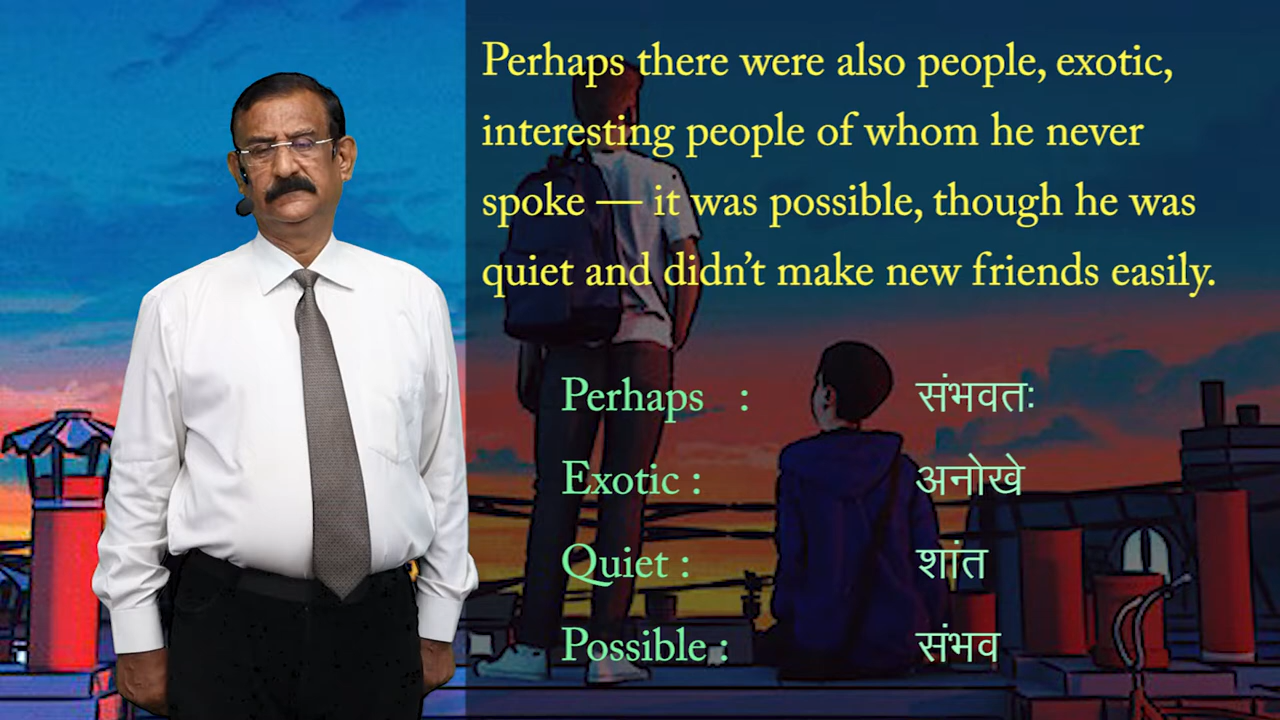 Perhaps there were also people, exotic,
interesting people of whom he never
spoke — it was possible, though he was
quiet and didn’t make new friends easily.
Perhaps : संभवतः
Exotic : अनोखे
Quiet : शांत
Possible : संभव